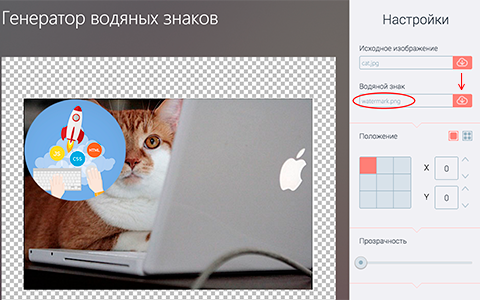 Генератор водяных знаков
Настройки
Исходное изображение
cat.jpg
Водяной знак
watermark.png
JS
CSS
HTML
Положение
X 0
Y 0
Прозрачность